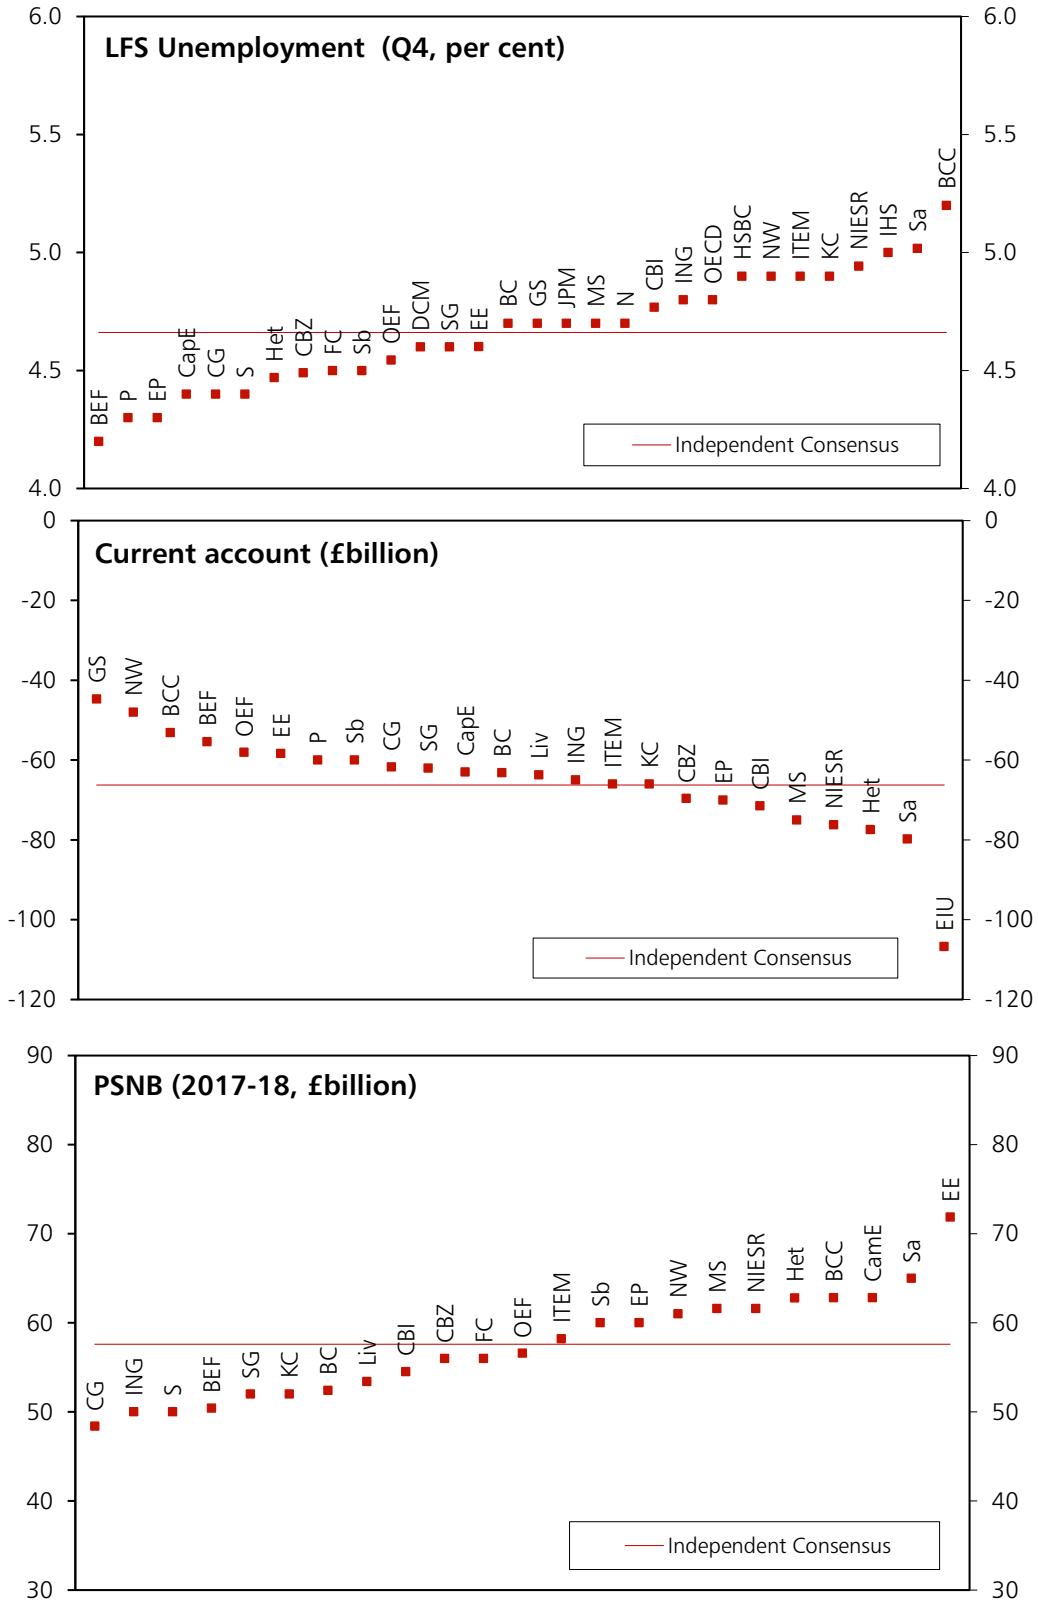 LFS Unemployment (Q4, per cent)
6.0 6.0
5.5 5.5
5.0 5.0
4.5 4.5
4.0 4.0
BEF P EP CapE CG S Het CBZ FC Sb OEF DCM SG EE BC GS JPM MS N CBI ING OECD HSBC NW ITEM KC NIESR IHS Sa BCC
Independent Consensus
Current account (£billion)
0 0
-20 -20
-40 -40
-60 -60
-80 -80
-100 -100
-120 -120
GS NW BCC BEF OEF EE P Sb CG SG CapE BC Liv ING ITEM KC CBZ EP CBI MS NIESR Het Sa EIU
Independent Consensus
PSNB (2017-18, £billion)
90 90
80 80
70 70
60 60
50 50
40 40
30 30
CG ING S BEF SG KC BC Liv CBI CBZ FC OEF ITEM Sb EP NW MS NIESR Het BCC CamE Sa EE
Independent Consensus